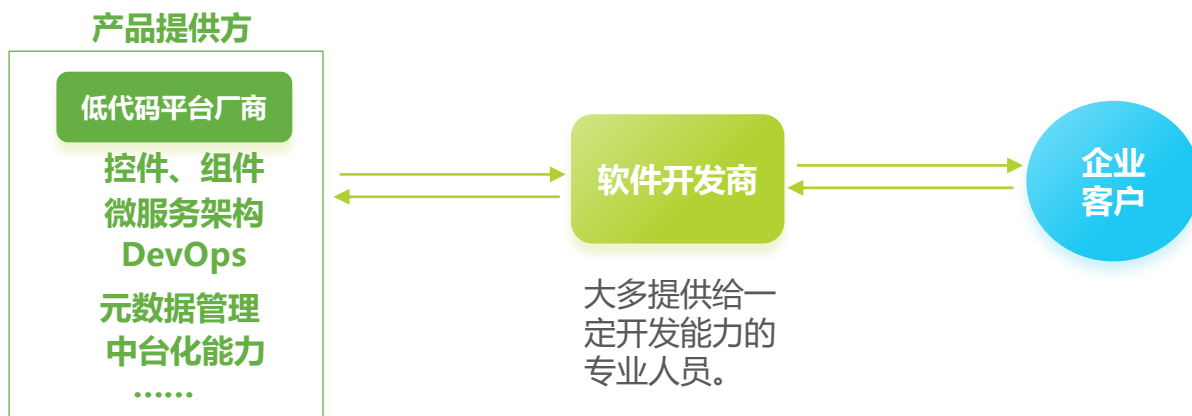 产品提供方
低代码平台厂商
控件、组件
微服务架构
DevOps
元数据管理
中台化能力
……
软件开发商
大多提供给一
定开发能力的
专业人员。
企业
客户